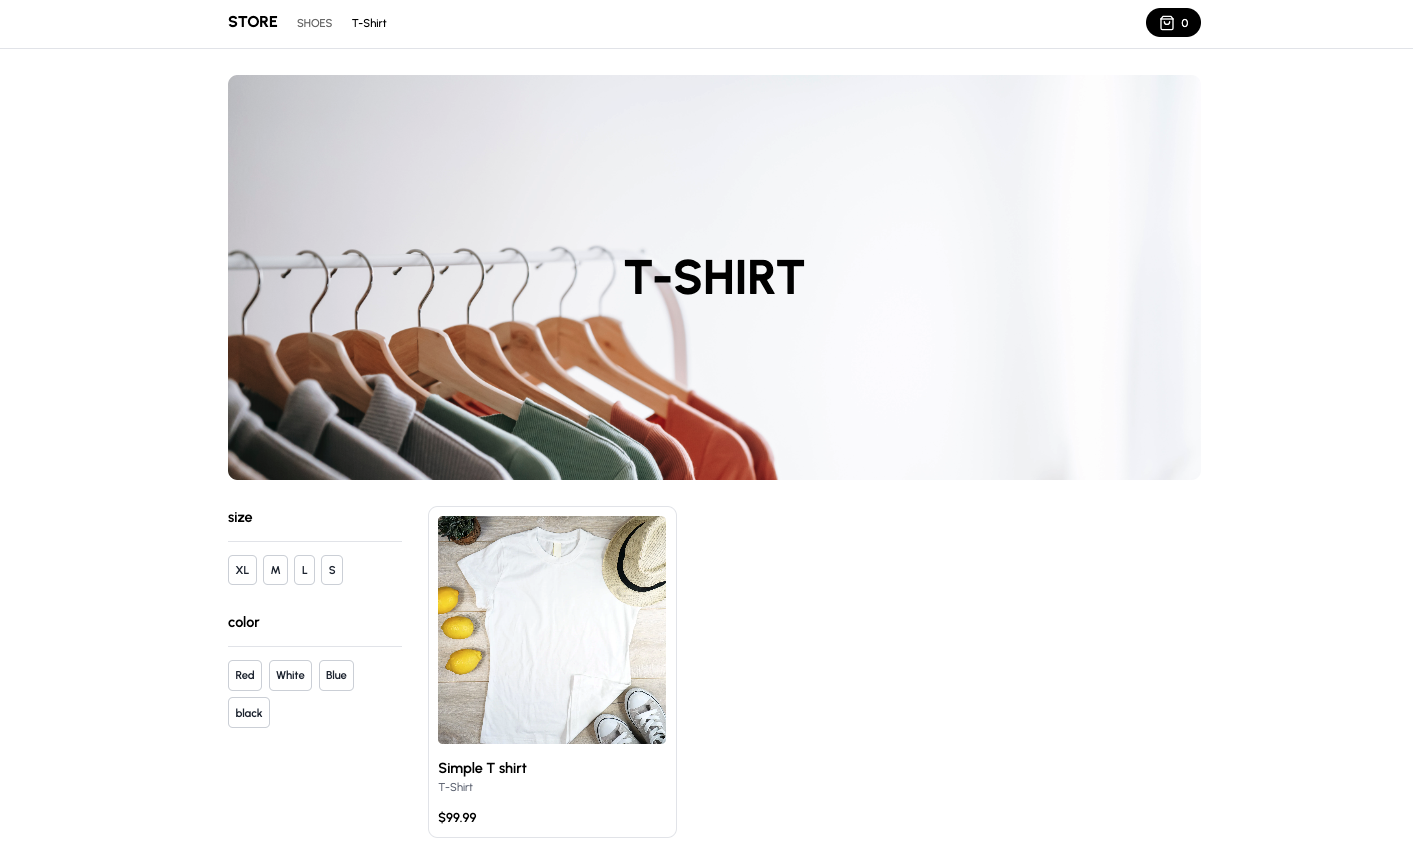 STORE SHOES T-Shirt 0
T-SHIRT
size
XL M L S
color
Red White Blue
black
Simple T shirt
T-Shirt
$99.99